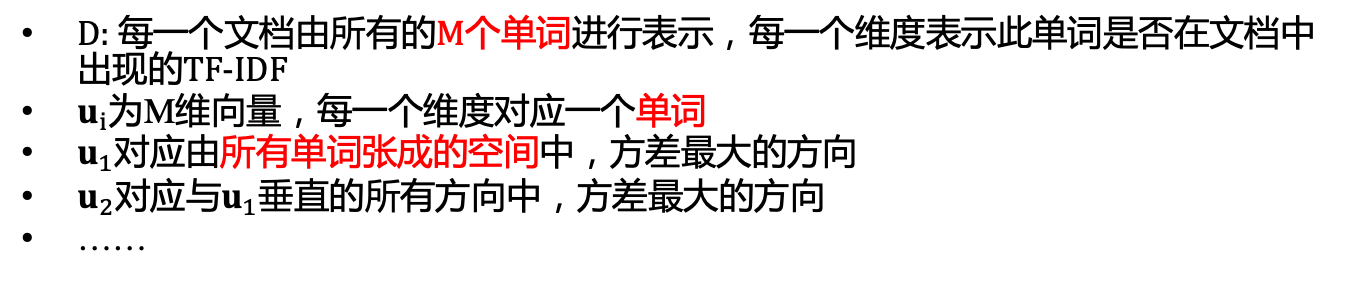 • D: 每一个文档由所有的M个单词进行表示，每一个维度表示此单词是否在文档中
出现的TF-IDF
• uᵢ为M维向量，每一个维度对应一个单词
• u₁对应由所有单词张成的空间中，方差最大的方向
• u₂对应与u₁垂直的所有方向中，方差最大的方向
• ……